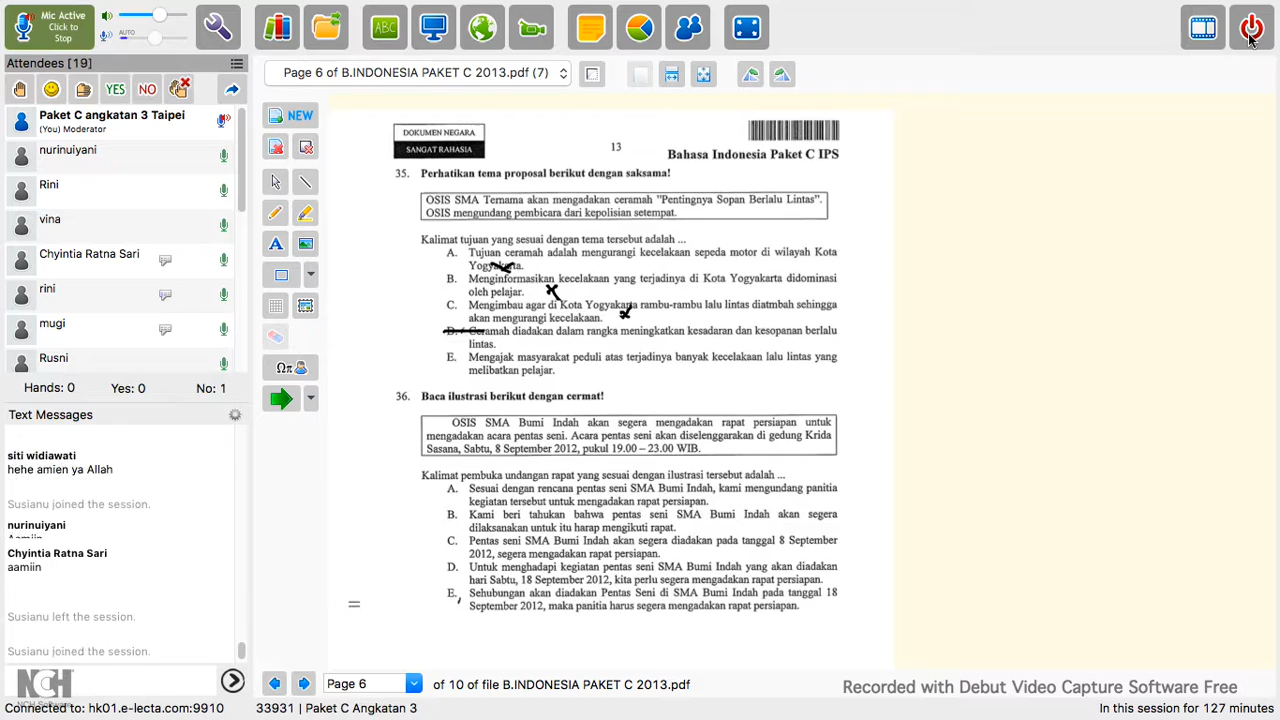 Mic Active
Click to
Stop
AUTO
ABC
Attendees [19]
YES
NO
Paket C angkatan 3 Taipei
(You) Moderator
nurinuiyani
Rini
vina
Chyintia Ratna Sari
rini
mugi
Rusni
Hands: 0
Yes: 0
No: 1
Text Messages
siti widiawati
hehe amien ya Allah
Susianu joined the session.
nurinuiyani
Aamiin
Chyintia Ratna Sari
aamiin
Susianu left the session.
Susianu joined the session.
NCH
NCH Software
Connected to: hk01.e-lecta.com:9910
33931 | Paket C Angkatan 3
In this session for 127 minutes
Page 6 of B.INDONESIA PAKET C 2013.pdf (7)
NEW
A
Ωπ
DOKUMEN NEGARA
SANGAT RAHASIA
13
Bahasa Indonesia Paket C IPS
35. Perhatikan tema proposal berikut dengan saksama!
OSIS SMA Ternama akan mengadakan ceramah "Pentingnya Sopan Berlalu Lintas".
OSIS mengundang pembicara dari kepolisian setempat.
Kalimat tujuan yang sesuai dengan tema tersebut adalah ...
A. Tujuan ceramah adalah mengurangi kecelakaan sepeda motor di wilayah Kota
Yogyakarta.
B. Menginformasikan kecelakaan yang terjadinya di Kota Yogyakarta didominasi
oleh pelajar.
C. Mengimbau agar di Kota Yogyakarta rambu-rambu lalu lintas diatmbah sehingga
akan mengurangi kecelakaan.
D. Ceramah diadakan dalam rangka meningkatkan kesadaran dan kesopanan berlalu
lintas.
E. Mengajak masyarakat peduli atas terjadinya banyak kecelakaan lalu lintas yang
melibatkan pelajar.
36. Baca ilustrasi berikut dengan cermat!
OSIS SMA Bumi Indah akan segera mengadakan rapat persiapan untuk
mengadakan acara pentas seni. Acara pentas seni akan diselenggarakan di gedung Krida
Sasana, Sabtu, 8 September 2012, pukul 19.00 – 23.00 WIB.
Kalimat pembuka undangan rapat yang sesuai dengan ilustrasi tersebut adalah ...
A. Sesuai dengan rencana pentas seni SMA Bumi Indah, kami mengundang panitia
kegiatan tersebut untuk mengadakan rapat persiapan.
B. Kami beri tahukan bahwa pentas seni SMA Bumi Indah akan segera
dilaksanakan untuk itu harap mengikuti rapat.
C. Pentas seni SMA Bumi Indah akan segera diadakan pada tanggal 8 September
2012, segera mengadakan rapat persiapan.
D. Untuk menghadapi kegiatan pentas seni SMA Bumi Indah yang akan diadakan
hari Sabtu, 18 September 2012, kita perlu segera mengadakan rapat persiapan.
E. Sehubungan akan diadakan Pentas Seni di SMA Bumi Indah pada tanggal 18
September 2012, maka panitia harus segera mengadakan rapat persiapan.
Page 6
of 10 of file B.INDONESIA PAKET C 2013.pdf
Recorded with Debut Video Capture Software Free